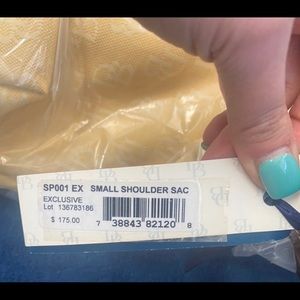 SP001 EX SMALL SHOULDER SAC
EXCLUSIVE
Lot 136783186
$ 175.00
7 38843 82120 8